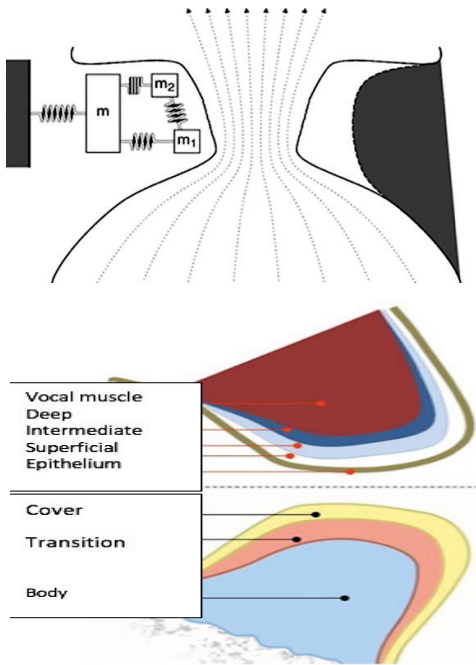 m
m2
m1
Vocal muscle
Deep
Intermediate
Superficial
Epithelium
Cover
Transition
Body